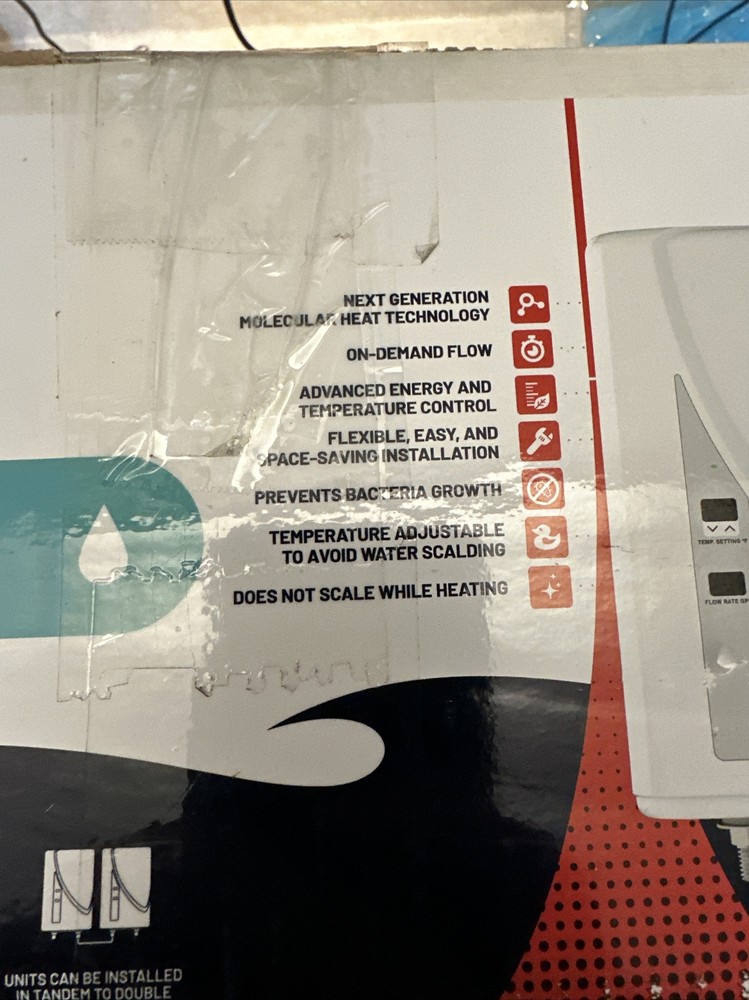 NEXT GENERATION
MOLECULAR HEAT TECHNOLOGY
ON-DEMAND FLOW
ADVANCED ENERGY AND
TEMPERATURE CONTROL
FLEXIBLE, EASY, AND
SPACE-SAVING INSTALLATION
PREVENTS BACTERIA GROWTH
TEMPERATURE ADJUSTABLE
TO AVOID WATER SCALDING
DOES NOT SCALE WHILE HEATING
TEMP. SETTING °F
FLOW RATE GP
UNITS CAN BE INSTALLED
IN TANDEM TO DOUBLE